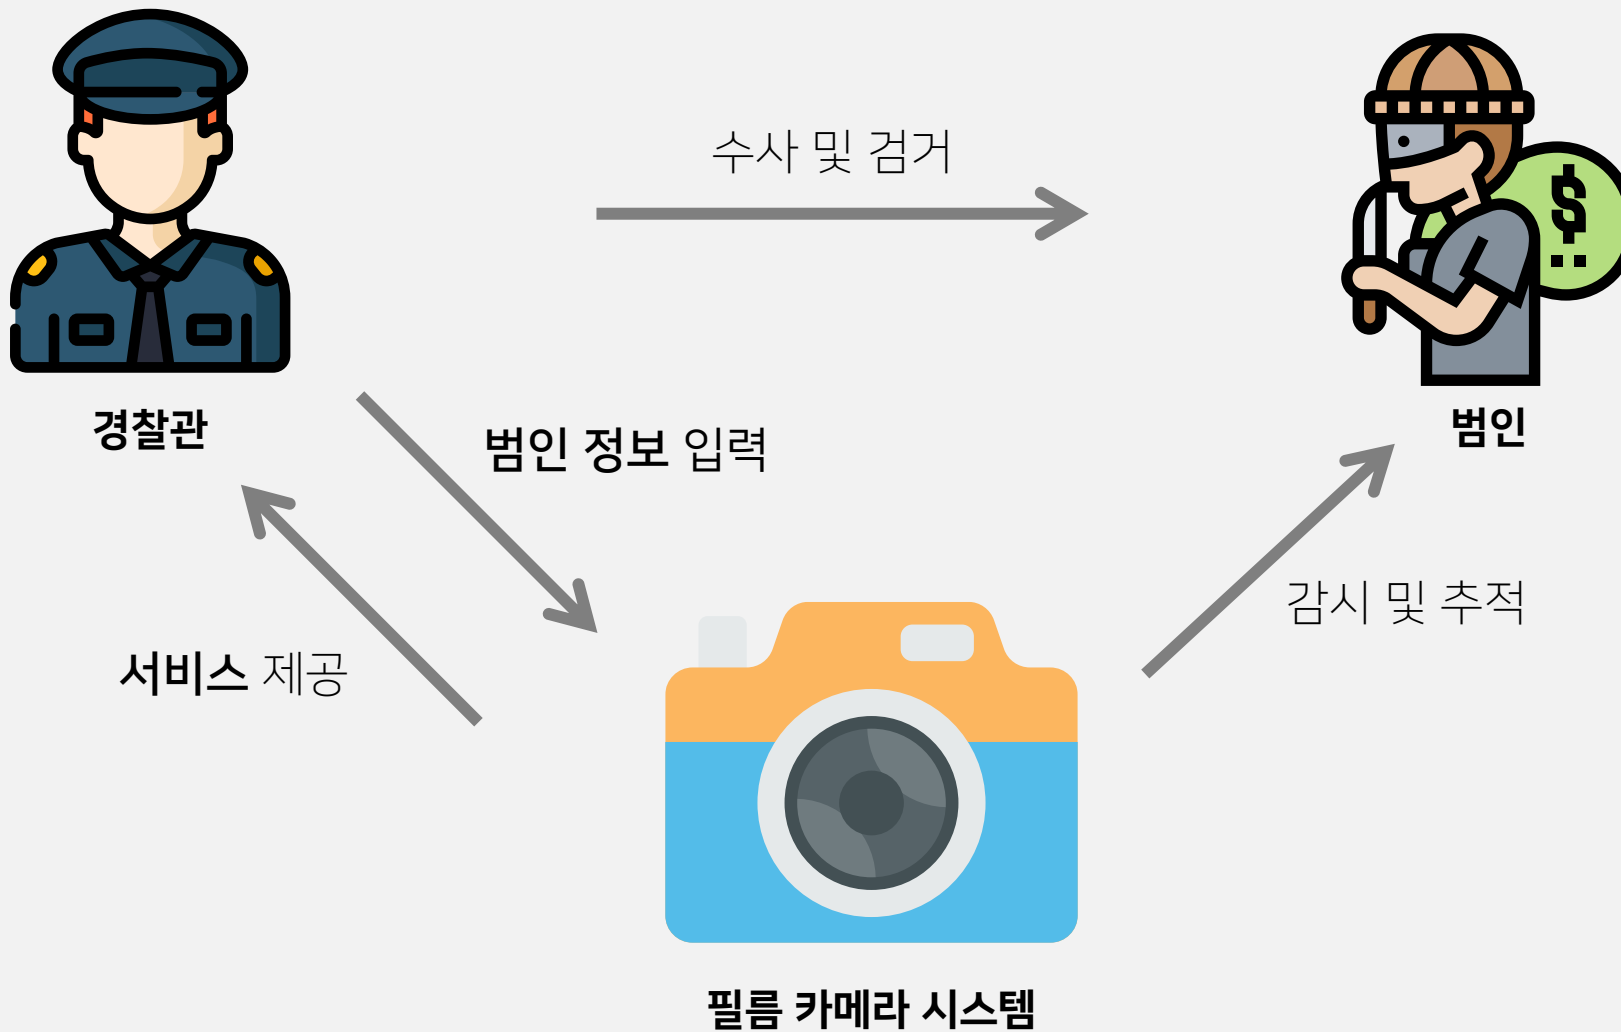 수사 및 검거
경찰관
범인
범인 정보 입력
감시 및 추적
서비스 제공
필름 카메라 시스템